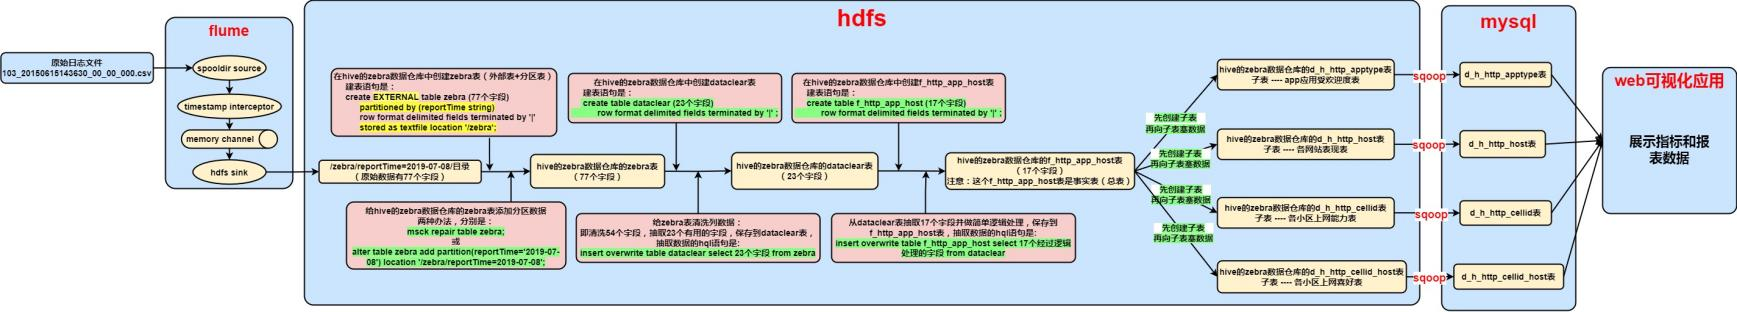 原始日志文件
103_20150615143630_00_00_000.csv
flume
spooldir source
timestamp interceptor
memory channel
hdfs sink
hdfs
在hive的zebra数据仓库中创建zebra表（外部表+分区表）
建表语句是：
create EXTERNAL table zebra (77个字段)
partitioned by (reportTime string)
row format delimited fields terminated by '|'
stored as textfile location '/zebra';
/zebra/reportTime=2019-07-08/目录
（原始数据有77个字段）
给hive的zebra数据仓库的zebra表添加分区数据
两种办法，分别是：
msck repair table zebra;
或
alter table zebra add partition(reportTime='2019-07-
08') location '/zebra/reportTime=2019-07-08';
hive的zebra数据仓库的zebra表
（77个字段）
在hive的zebra数据仓库中创建dataclear表
建表语句是：
create table dataclear (23个字段)
row format delimited fields terminated by '|' ;
给zebra表清洗列数据：
即清洗54个字段，抽取23个有用的字段，保存到dataclear表，
抽取数据的hql语句是:
insert overwrite table dataclear select 23个字段 from zebra
hive的zebra数据仓库的dataclear表
（23个字段）
在hive的zebra数据仓库中创建f_http_app_host表
建表语句是：
create table f_http_app_host (17个字段)
row format delimited fields terminated by '|' ;
从dataclear表抽取17个字段并做简单逻辑处理，保存到
f_http_app_host表，抽取数据的hql语句是:
insert overwrite table f_http_app_host select 17个经过逻辑
处理的字段 from dataclear
hive的zebra数据仓库的f_http_app_host表
（17个字段）
注意：这个f_http_app_host表是事实表（总表）
先创建子表
再向子表塞数据
先创建子表
再向子表塞数据
先创建子表
再向子表塞数据
先创建子表
再向子表塞数据
hive的zebra数据仓库的d_h_http_apptype表
子表 ---- app应用受欢迎度表
hive的zebra数据仓库的d_h_http_host表
子表 ---- 各网站表现表
hive的zebra数据仓库的d_h_http_cellid表
子表 ---- 各小区上网能力表
hive的zebra数据仓库的d_h_http_cellid_host表
子表 ---- 各小区上网喜好表
sqoop
sqoop
sqoop
sqoop
mysql
d_h_http_apptype表
d_h_http_host表
d_h_http_cellid表
d_h_http_cellid_host表
web可视化应用
展示指标和报
表数据